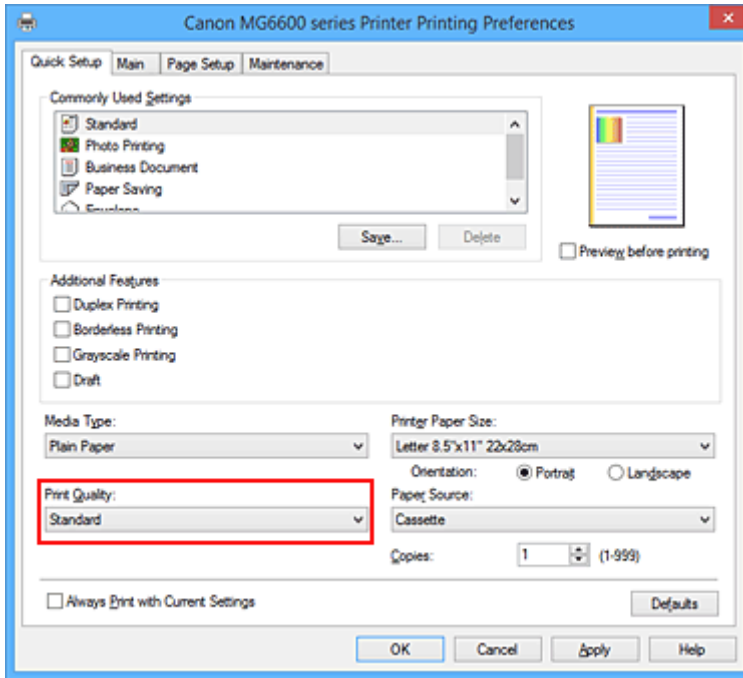 Canon MG6600 series Printer Printing Preferences
Quick Setup Main Page Setup Maintenance
Commonly Used Settings
Standard
Photo Printing
Business Document
Paper Saving
Envelope
Save... Delete
Preview before printing
Additional Features
Duplex Printing
Borderless Printing
Grayscale Printing
Draft
Media Type: Printer Paper Size:
Plain Paper Letter 8.5"x11" 22x28cm
Orientation: Portrait Landscape
Print Quality: Paper Source:
Standard Cassette
Copies: 1 (1-999)
Always Print with Current Settings Defaults
OK Cancel Apply Help